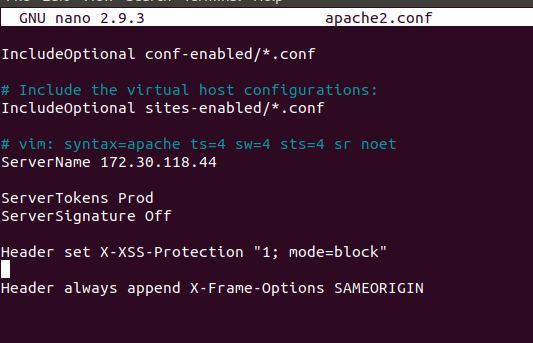 GNU nano 2.9.3 apache2.conf
IncludeOptional conf-enabled/*.conf
# Include the virtual host configurations:
IncludeOptional sites-enabled/*.conf
# vim: syntax=apache ts=4 sw=4 sts=4 sr noet
ServerName 172.30.118.44
ServerTokens Prod
ServerSignature Off
Header set X-XSS-Protection "1; mode=block"
Header always append X-Frame-Options SAMEORIGIN